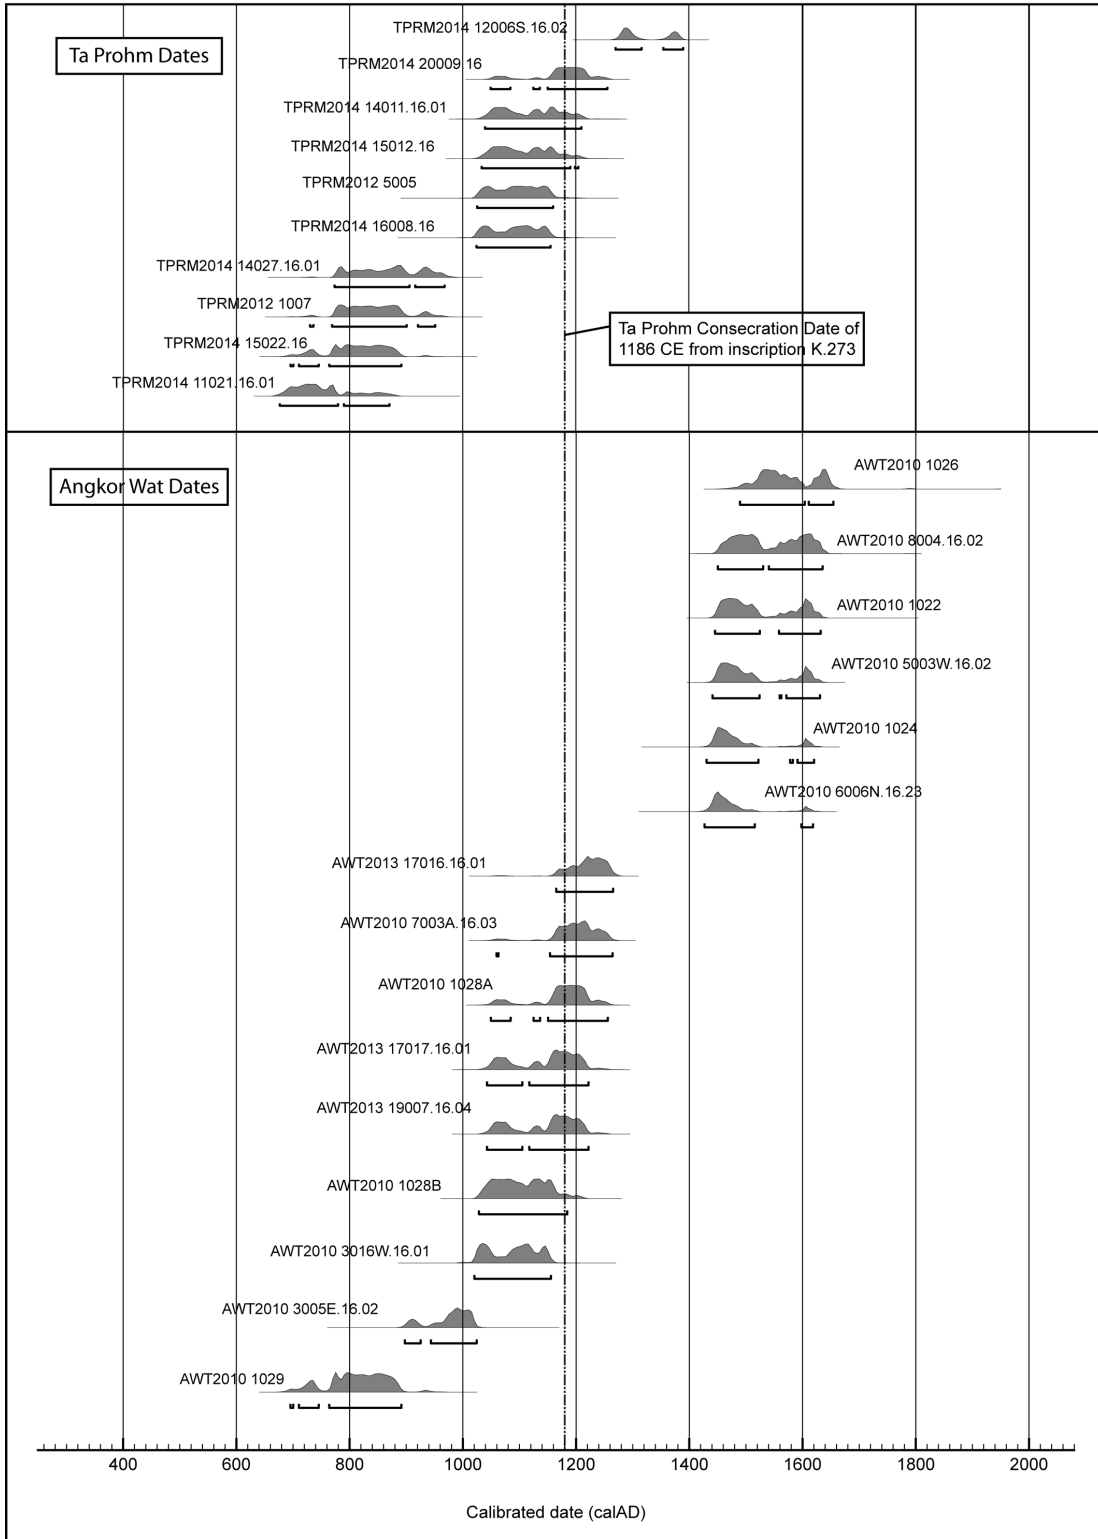 Ta Prohm Dates
TPRM2014 12006S.16.02
TPRM2014 20009.16
TPRM2014 14011.16.01
TPRM2014 15012.16
TPRM2012 5005
TPRM2014 16008.16
TPRM2014 14027.16.01
TPRM2012 1007
TPRM2014 15022.16
TPRM2014 11021.16.01
Ta Prohm Consecration Date of
1186 CE from inscription K.273
Angkor Wat Dates
AWT2010 1026
AWT2010 8004.16.02
AWT2010 1022
AWT2010 5003W.16.02
AWT2010 1024
AWT2010 6006N.16.23
AWT2013 17016.16.01
AWT2010 7003A.16.03
AWT2010 1028A
AWT2013 17017.16.01
AWT2013 19007.16.04
AWT2010 1028B
AWT2010 3016W.16.01
AWT2010 3005E.16.02
AWT2010 1029
400 600 800 1000 1200 1400 1600 1800 2000
Calibrated date (calAD)